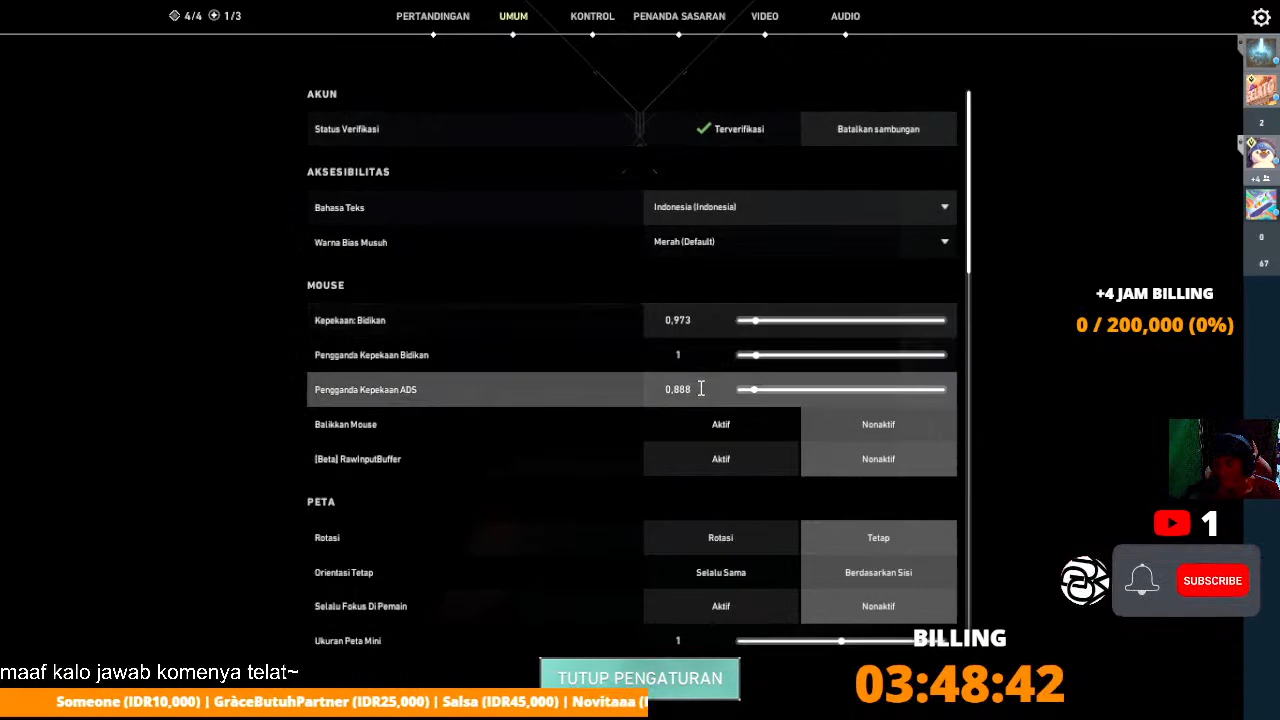 4/4 1/3
PERTANDINGAN UMUM KONTROL PENANDA SASARAN VIDEO AUDIO
AKUN
Status Verifikasi Terverifikasi Batalkan sambungan
AKSESIBILITAS
Bahasa Teks Indonesia (Indonesia)
Warna Bias Musuh Merah (Default)
MOUSE
Kepekaan: Bidikan 0,973
Pengganda Kepekaan Bidikan 1
Pengganda Kepekaan ADS 0,888
Balikkan Mouse Aktif Nonaktif
[Beta] RawInputBuffer Aktif Nonaktif
PETA
Rotasi Rotasi Tetap
Orientasi Tetap Selalu Sama Berdasarkan Sisi
Selalu Fokus Di Pemain Aktif Nonaktif
Ukuran Peta Mini 1
TUTUP PENGATURAN
2
+4
0
67
+4 JAM BILLING
0 / 200,000 (0%)
1
SUBSCRIBE
BILLING
03:48:42
maaf kalo jawab komenya telat~
Someone (IDR10,000) | GràceButuhPartner (IDR25,000) | Salsa (IDR45,000) | Novitaaa (